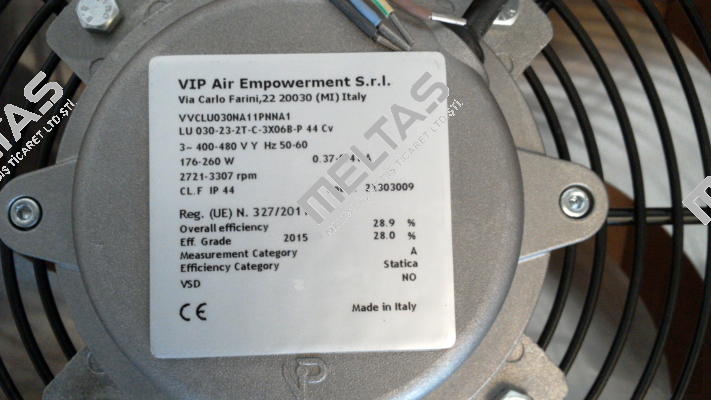 VIP Air Empowerment S.r.l.
Via Carlo Farini,22 20030 (MI) Italy
VVCLU030NA11PNNA1
LU 030-23-2T-C-3X06B-P 44 Cv
3~ 400-480 V Y Hz 50-60
176-260 W
2721-3307 rpm
CL.F IP 44 21303009
Reg. (UE) N.
Overall efficiency 28.9 %
Eff. Grade 2015 28.0 %
Measurement Category A
Efficiency Category Statica
VSD NO
CE Made in Italy
MELTAS